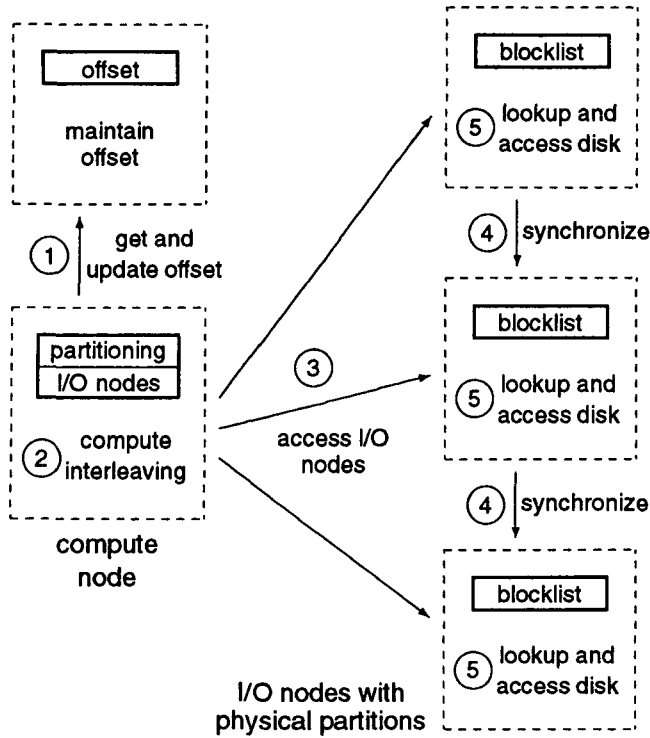 offset
maintain
offset
1
get and
update offset
partitioning
I/O nodes
2
compute
interleaving
compute
node
3
access I/O
nodes
blocklist
5
lookup and
access disk
4
synchronize
blocklist
5
lookup and
access disk
4
synchronize
blocklist
5
lookup and
access disk
I/O nodes with
physical partitions